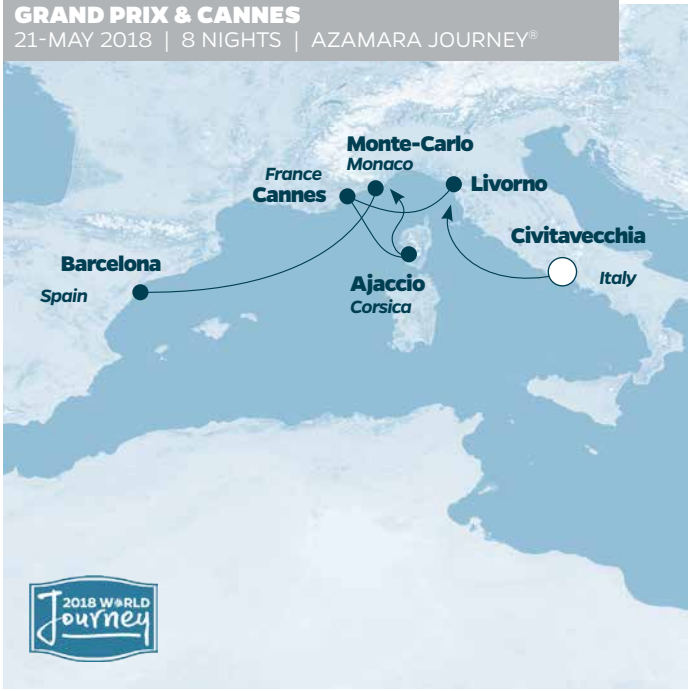 GRAND PRIX & CANNES
21-MAY 2018 | 8 NIGHTS | AZAMARA JOURNEY®
Monte-Carlo
Monaco
France
Cannes
Livorno
Civitavecchia
Italy
Barcelona
Spain
Ajaccio
Corsica
2018 WORLD
Journey